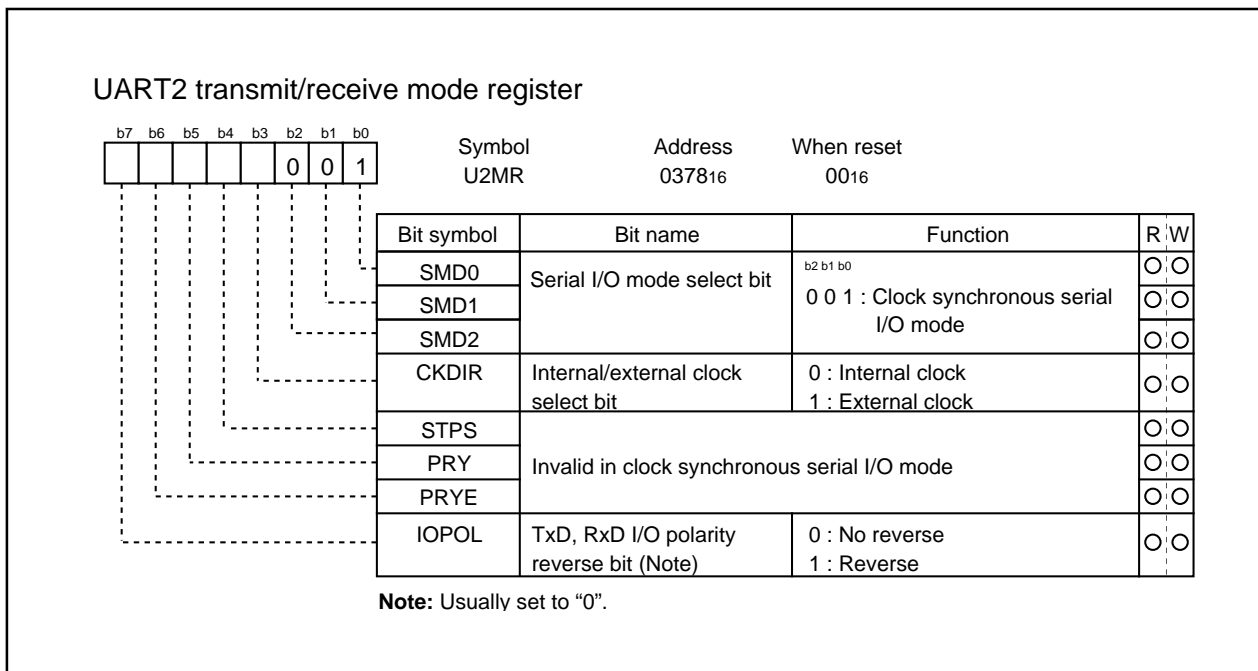 UART2 transmit/receive mode register
b7 b6 b5 b4 b3 b2 b1 b0
0 0 1
Symbol Address When reset
U2MR 037816 0016
Bit symbol Bit name Function R W
SMD0 Serial I/O mode select bit b2 b1 b0
SMD1 0 0 1 : Clock synchronous serial
I/O mode
SMD2
CKDIR Internal/external clock 0 : Internal clock
select bit 1 : External clock
STPS
PRY Invalid in clock synchronous serial I/O mode
PRYE
IOPOL TxD, RxD I/O polarity 0 : No reverse
reverse bit (Note) 1 : Reverse
Note: Usually set to “0”.